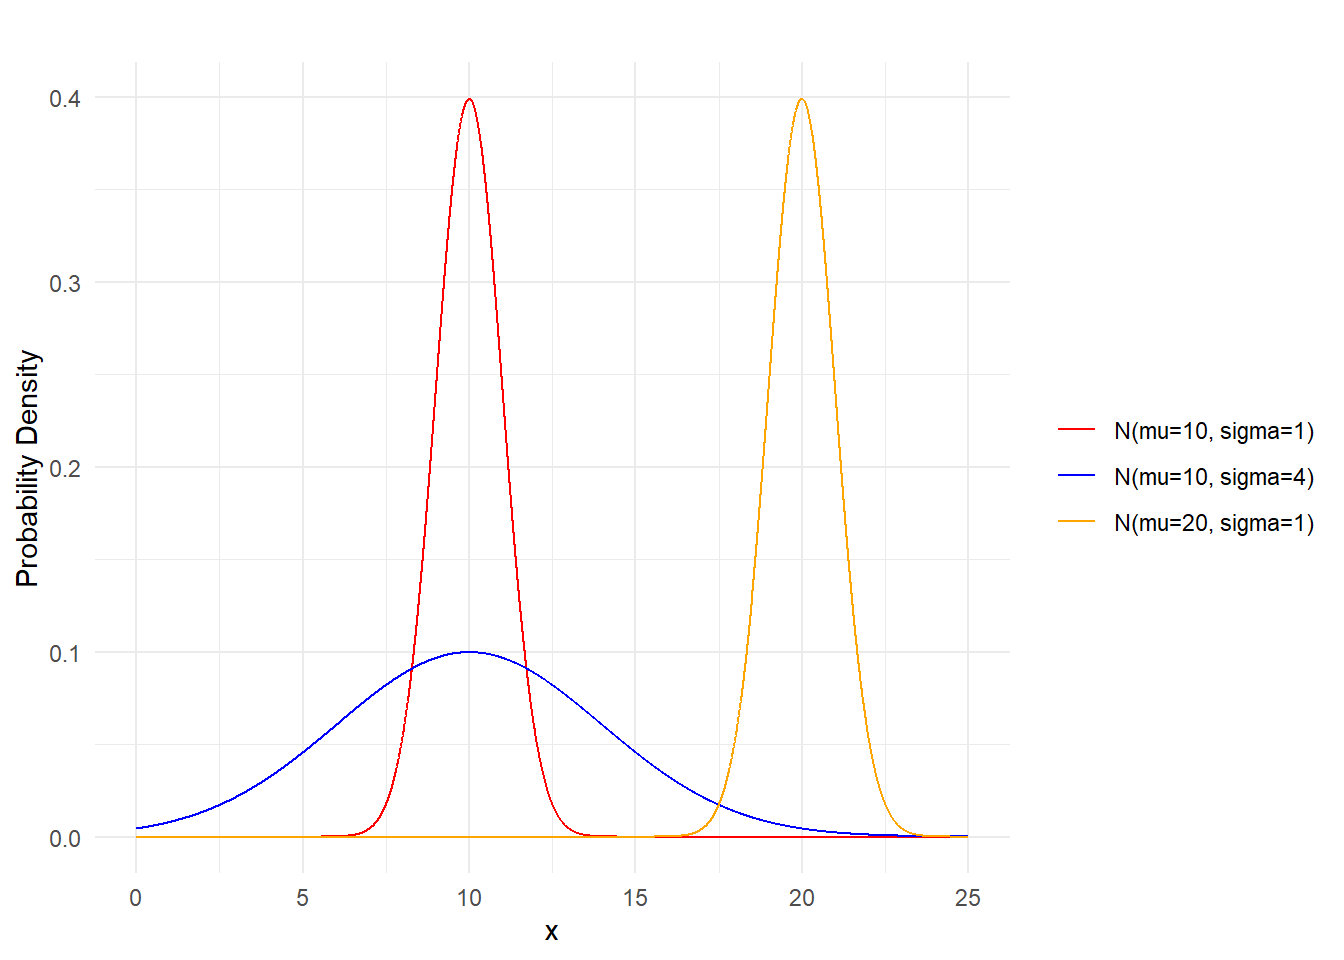 Probability Density
0.4
0.3
0.2
0.1
0.0
0 5 10 15 20 25
x
N(mu=10, sigma=1)
N(mu=10, sigma=4)
N(mu=20, sigma=1)